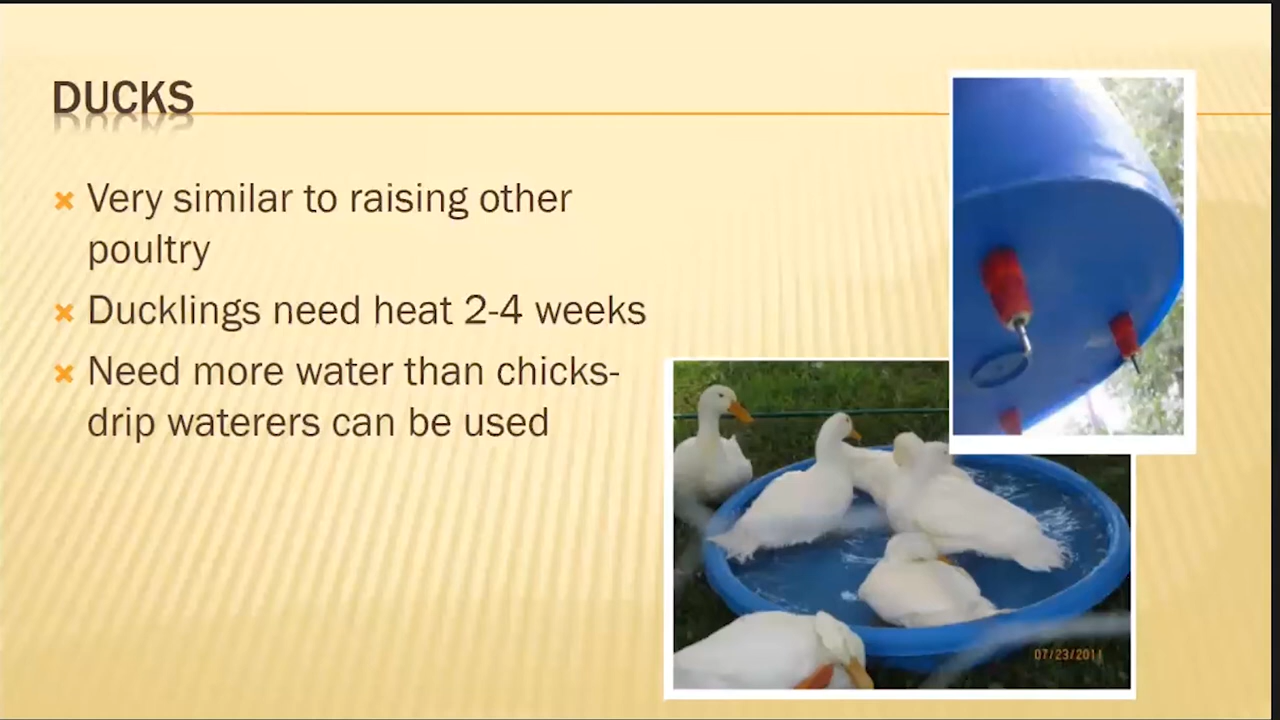 DUCKS
Very similar to raising other
poultry
Ducklings need heat 2-4 weeks
Need more water than chicks-
drip waterers can be used
07/23/2011